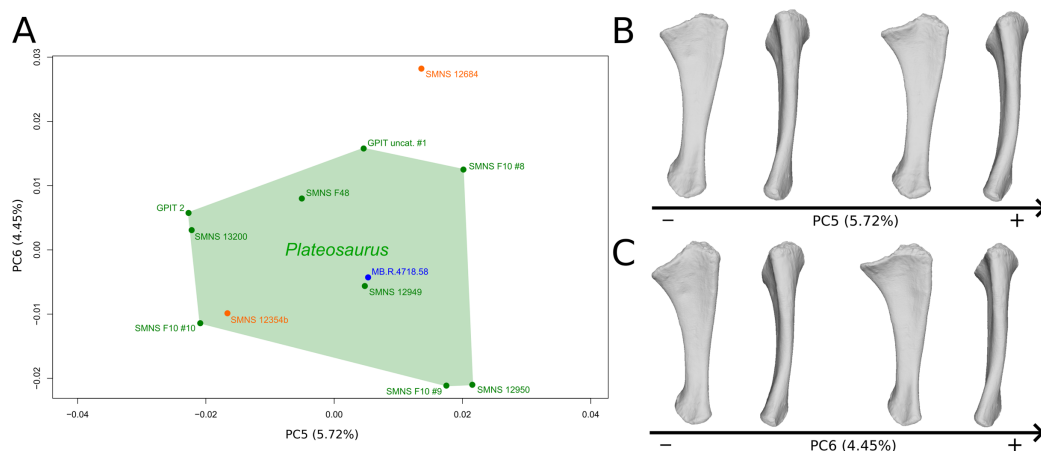 A
B
C
0.03
0.02
0.01
0.00
−0.01
−0.02
PC6 (4.45%)
SMNS 12684
GPIT uncat. #1
SMNS F10 #8
SMNS F48
GPIT 2
SMNS 13200
Plateosaurus
MB.R.4718.58
SMNS 12949
SMNS 12354b
SMNS F10 #10
SMNS F10 #9
SMNS 12950
−0.04
−0.02
0.00
0.02
0.04
PC5 (5.72%)
−
PC5 (5.72%)
+
−
PC6 (4.45%)
+